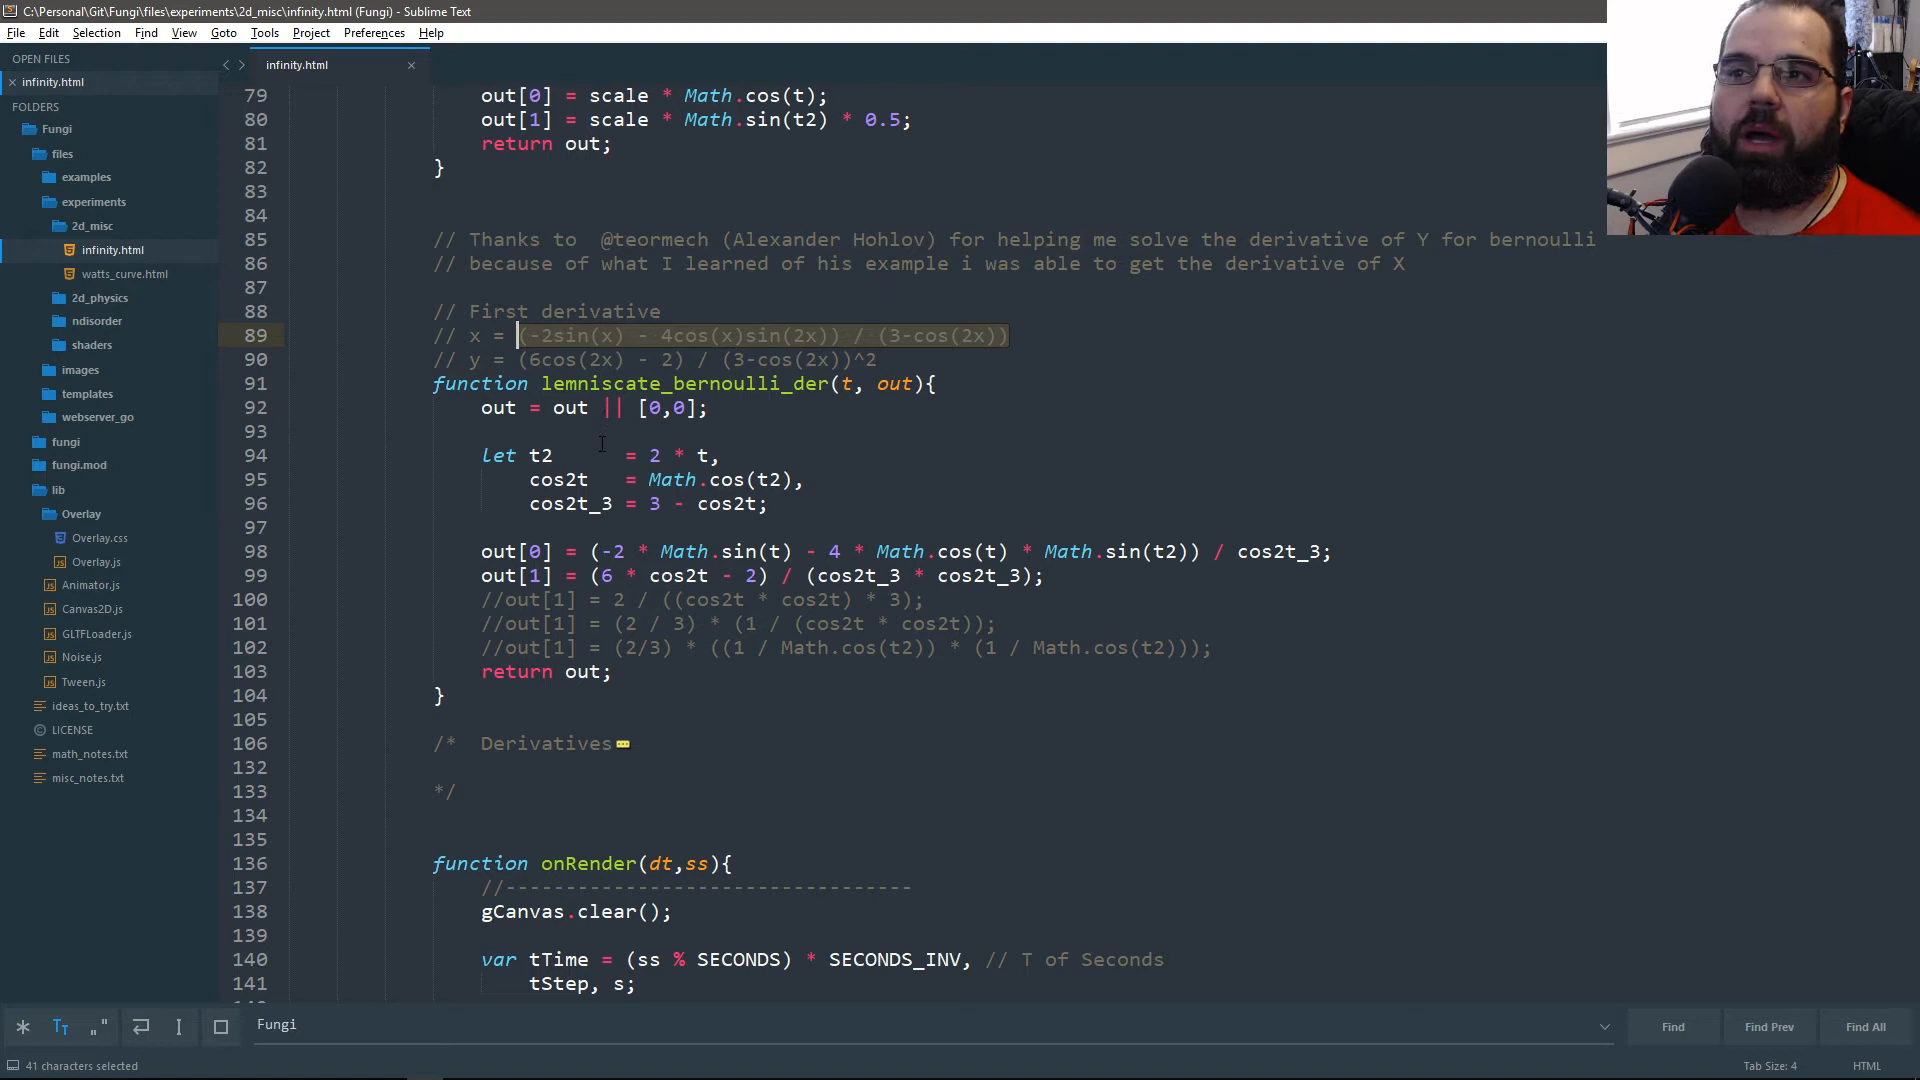 C:\Personal\Git\Fungi\files\experiments\2d_misc\infinity.html (Fungi) - Sublime Text
File Edit Selection Find View Goto Tools Project Preferences Help
OPEN FILES
infinity.html
FOLDERS
Fungi
files
examples
experiments
2d_misc
infinity.html
watts_curve.html
2d_physics
ndisorder
shaders
images
templates
webserver_go
fungi
fungi.mod
lib
Overlay
Overlay.css
Overlay.js
Animator.js
Canvas2D.js
GLTFLoader.js
Noise.js
Tween.js
ideas_to_try.txt
LICENSE
math_notes.txt
misc_notes.txt
infinity.html
79 out[0] = scale * Math.cos(t);
80 out[1] = scale * Math.sin(t2) * 0.5;
81 return out;
82 }
83
84
85 // Thanks to  @teormech (Alexander Hohlov) for helping me solve the derivative of Y for bernoulli
86 // because of what I learned of his example i was able to get the derivative of X
87
88 // First derivative
89 // x = (-2sin(x) - 4cos(x)sin(2x)) / (3-cos(2x))
90 // y = (6cos(2x) - 2) / (3-cos(2x))^2
91 function lemniscate_bernoulli_der(t, out){
92 out = out || [0,0];
93
94 let t2 = 2 * t,
95 cos2t = Math.cos(t2),
96 cos2t_3 = 3 - cos2t;
97
98 out[0] = (-2 * Math.sin(t) - 4 * Math.cos(t) * Math.sin(t2)) / cos2t_3;
99 out[1] = (6 * cos2t - 2) / (cos2t_3 * cos2t_3);
100 //out[1] = 2 / ((cos2t * cos2t) * 3);
101 //out[1] = (2 / 3) * (1 / (cos2t * cos2t));
102 //out[1] = (2/3) * ((1 / Math.cos(t2)) * (1 / Math.cos(t2)));
103 return out;
104 }
105
106 /*  Derivatives
132
133 */
134
135
136 function onRender(dt,ss){
137 //----------------------------------
138 gCanvas.clear();
139
140 var tTime = (ss % SECONDS) * SECONDS_INV, // T of Seconds
141 tStep, s;
Fungi
Find Find Prev Find All
41 characters selected
Tab Size: 4 HTML